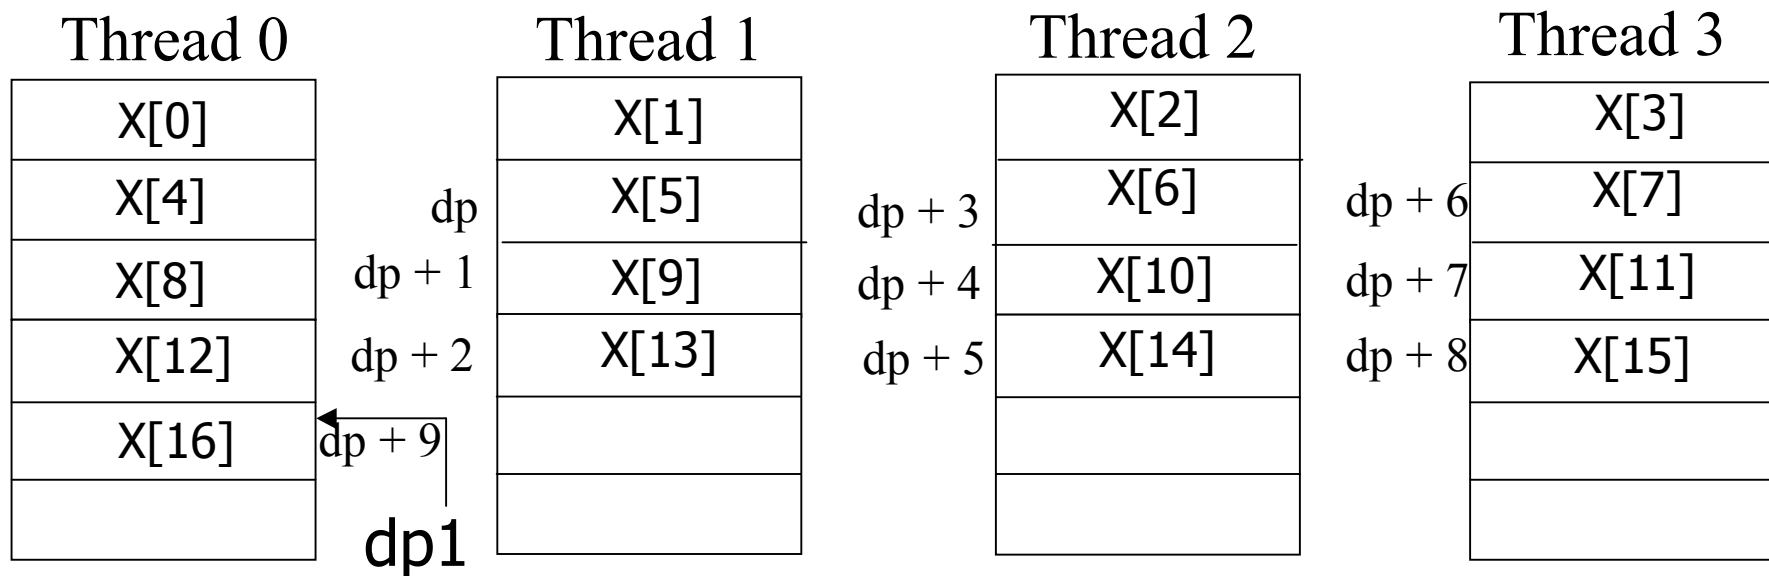 Thread 0 Thread 1 Thread 2 Thread 3
X[0] X[1] X[2] X[3]
X[4] dp X[5] dp + 3 X[6] dp + 6 X[7]
X[8] dp + 1 X[9] dp + 4 X[10] dp + 7 X[11]
X[12] dp + 2 X[13] dp + 5 X[14] dp + 8 X[15]
X[16] dp + 9
dp1